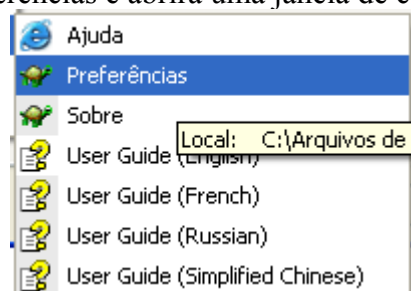 erências e abrirá uma janela de c
Ajuda
Preferências
Sobre
Local: C:\Arquivos de
User Guide (English)
User Guide (French)
User Guide (Russian)
User Guide (Simplified Chinese)